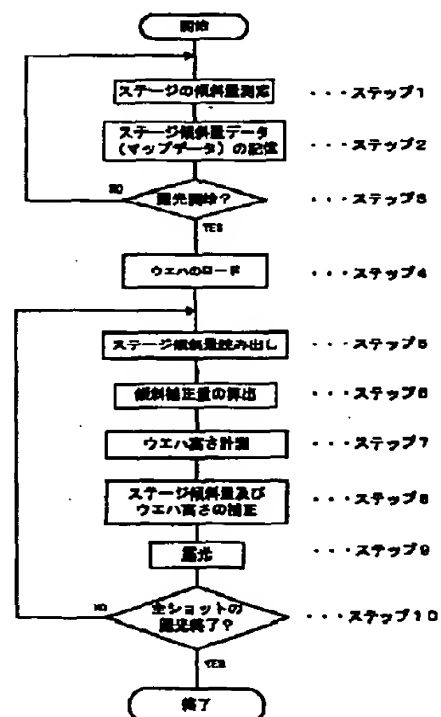 開始
ステージの傾斜量測定 ・・・ステップ1
ステージ傾斜量データ
(マップデータ)の記憶 ・・・ステップ2
NO
露光開始? ・・・ステップ3
YES
ウエハのロード ・・・ステップ4
ステージ傾斜量読み出し ・・・ステップ5
傾斜補正量の算出 ・・・ステップ6
ウエハ高さ計測 ・・・ステップ7
ステージ傾斜量及び
ウエハ高さの補正 ・・・ステップ8
露光 ・・・ステップ9
NO
全ショットの
露光終了? ・・・ステップ10
YES
終了